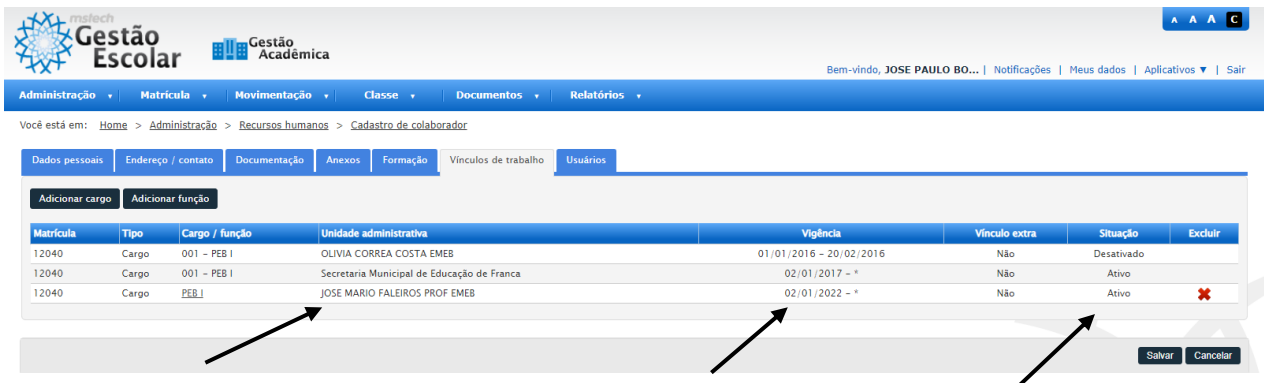 mstech
Gestão
Escolar
Gestão
Acadêmica
A A A C
Bem-vindo, JOSE PAULO BO... | Notificações | Meus dados | Aplicativos ▼ | Sair
Administração Matrícula Movimentação Classe Documentos Relatórios
Você está em: Home > Administração > Recursos humanos > Cadastro de colaborador
Dados pessoais Endereço / contato Documentação Anexos Formação Vínculos de trabalho Usuários
Adicionar cargo Adicionar função
Matrícula Tipo Cargo / função Unidade administrativa Vigência Vínculo extra Situação Excluir
12040 Cargo 001 - PEB I OLIVIA CORREA COSTA EMEB 01/01/2016 - 20/02/2016 Não Desativado
12040 Cargo 001 - PEB I Secretaria Municipal de Educação de Franca 02/01/2017 - * Não Ativo
12040 Cargo PEB I JOSE MARIO FALEIROS PROF EMEB 02/01/2022 - * Não Ativo
Salvar Cancelar